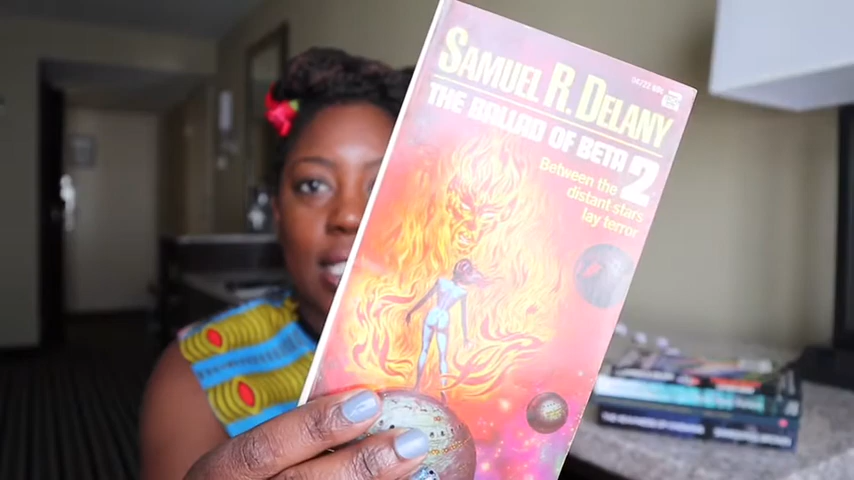 SAMUEL R. DELANY
THE BALLAD OF BETA
2
Between the
distant stars
lay terror